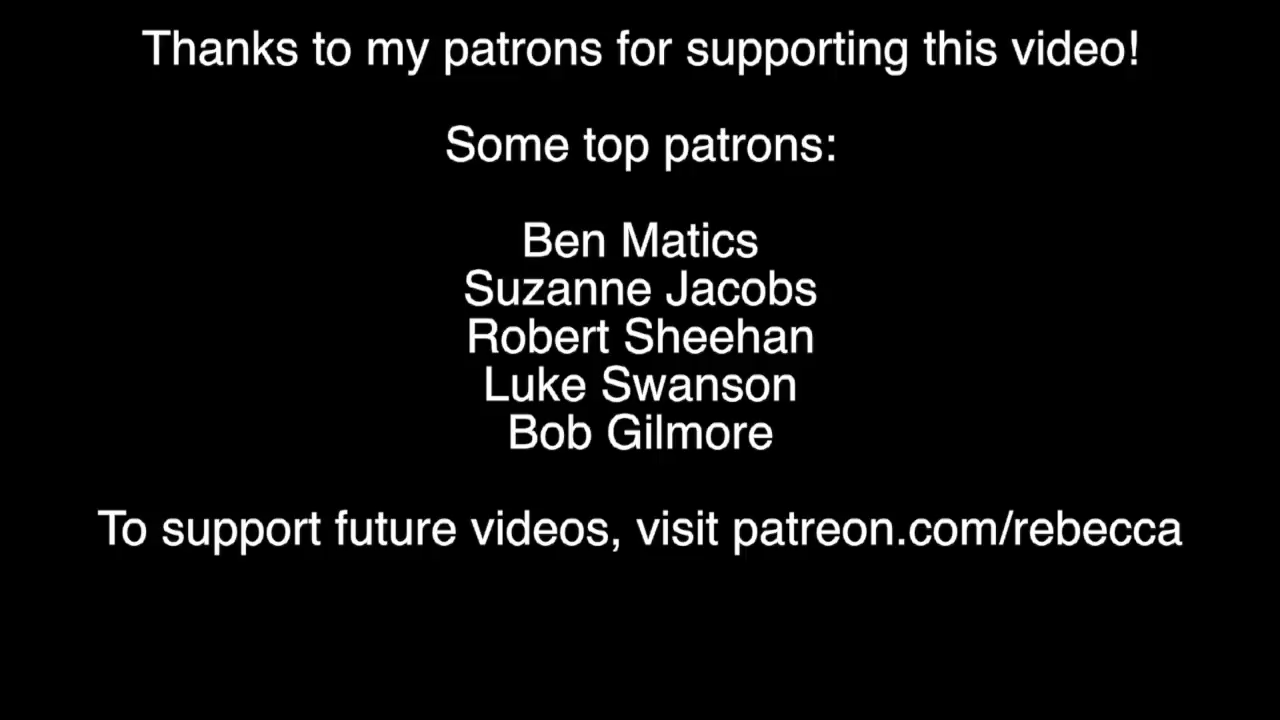 Thanks to my patrons for supporting this video!
Some top patrons:
Ben Matics
Suzanne Jacobs
Robert Sheehan
Luke Swanson
Bob Gilmore
To support future videos, visit patreon.com/rebecca